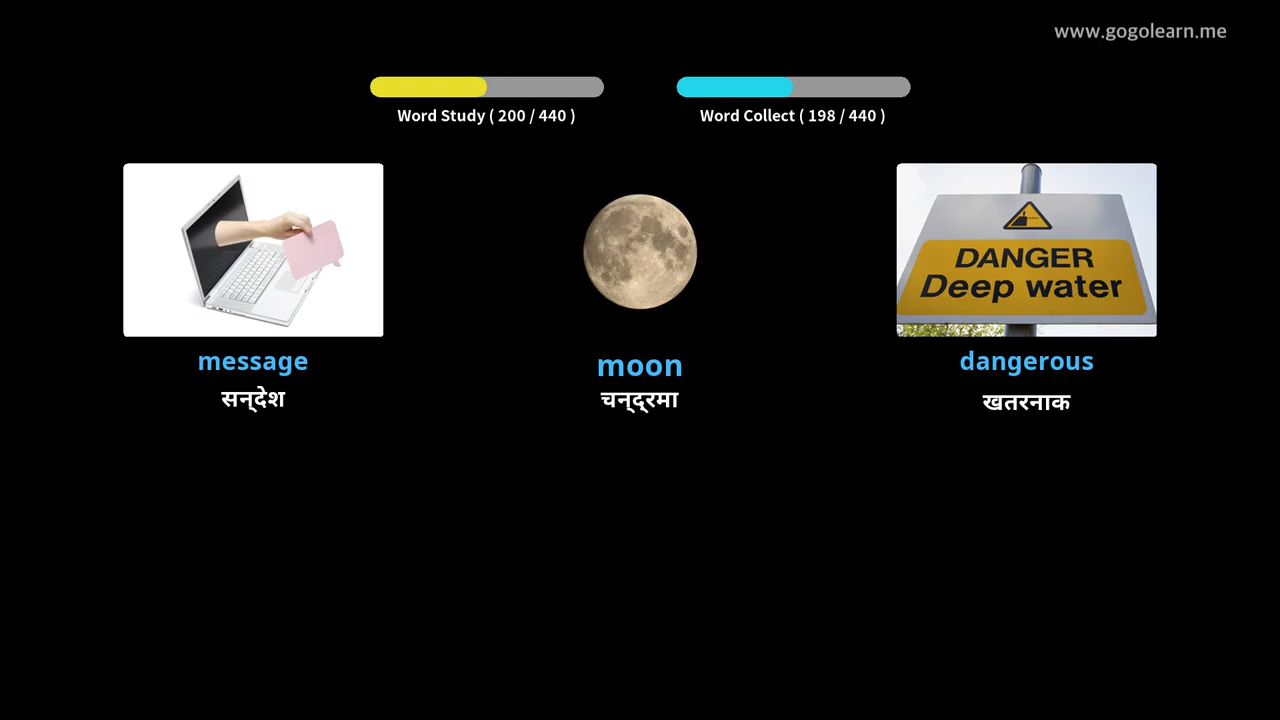 www.gogolearn.me
Word Study ( 200 / 440 )
Word Collect ( 198 / 440 )
DANGER
Deep water
message
moon
dangerous
सन्‌देश
चन्‌द्‌रमा
खतरनाक